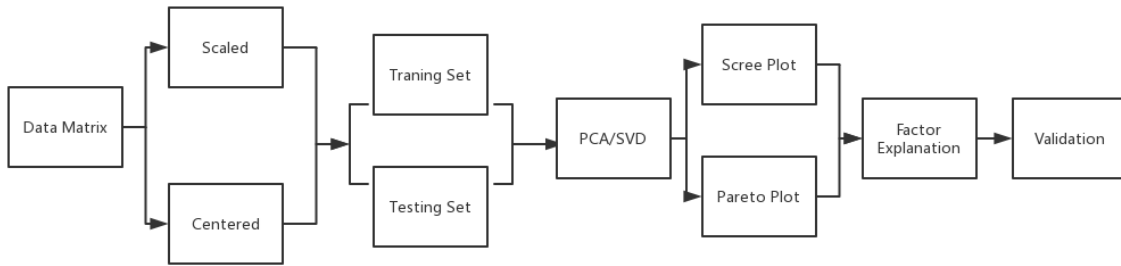 Data Matrix
Scaled
Centered
Traning Set
Testing Set
PCA/SVD
Scree Plot
Pareto Plot
Factor
Explanation
Validation